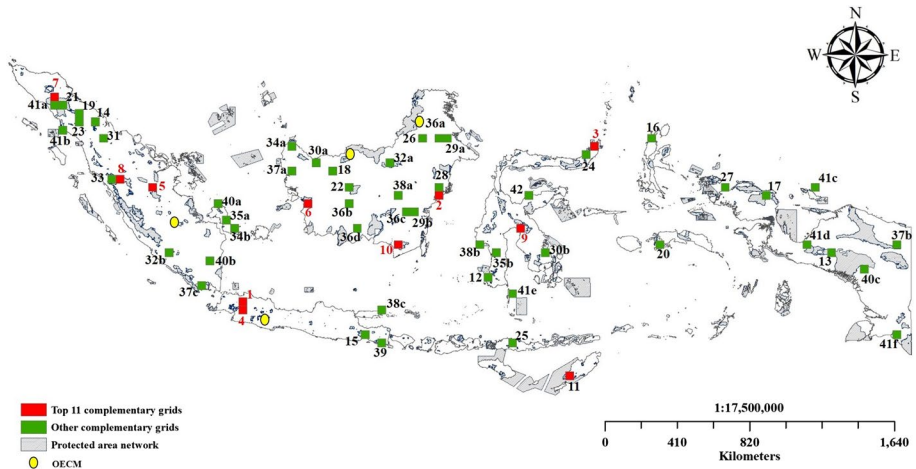 N
W E
S
7
41a 21
19
14
23
41b
31
33 8
5
40a
35a
34b
32b
40b
37c
1
4
34a
30a
37a
18
32a
22
6
36b
36d
38a
36c
29b
10
26
36a
29a
28
2
38c
15
39
3
24
42
9
38b
35b
30b
12
41e
25
11
16
27
17
41c
20
41d
13
37b
40c
41f
Top 11 complementary grids
Other complementary grids
Protected area network
OECM
1:17,500,000
0 410 820 1,640
Kilometers